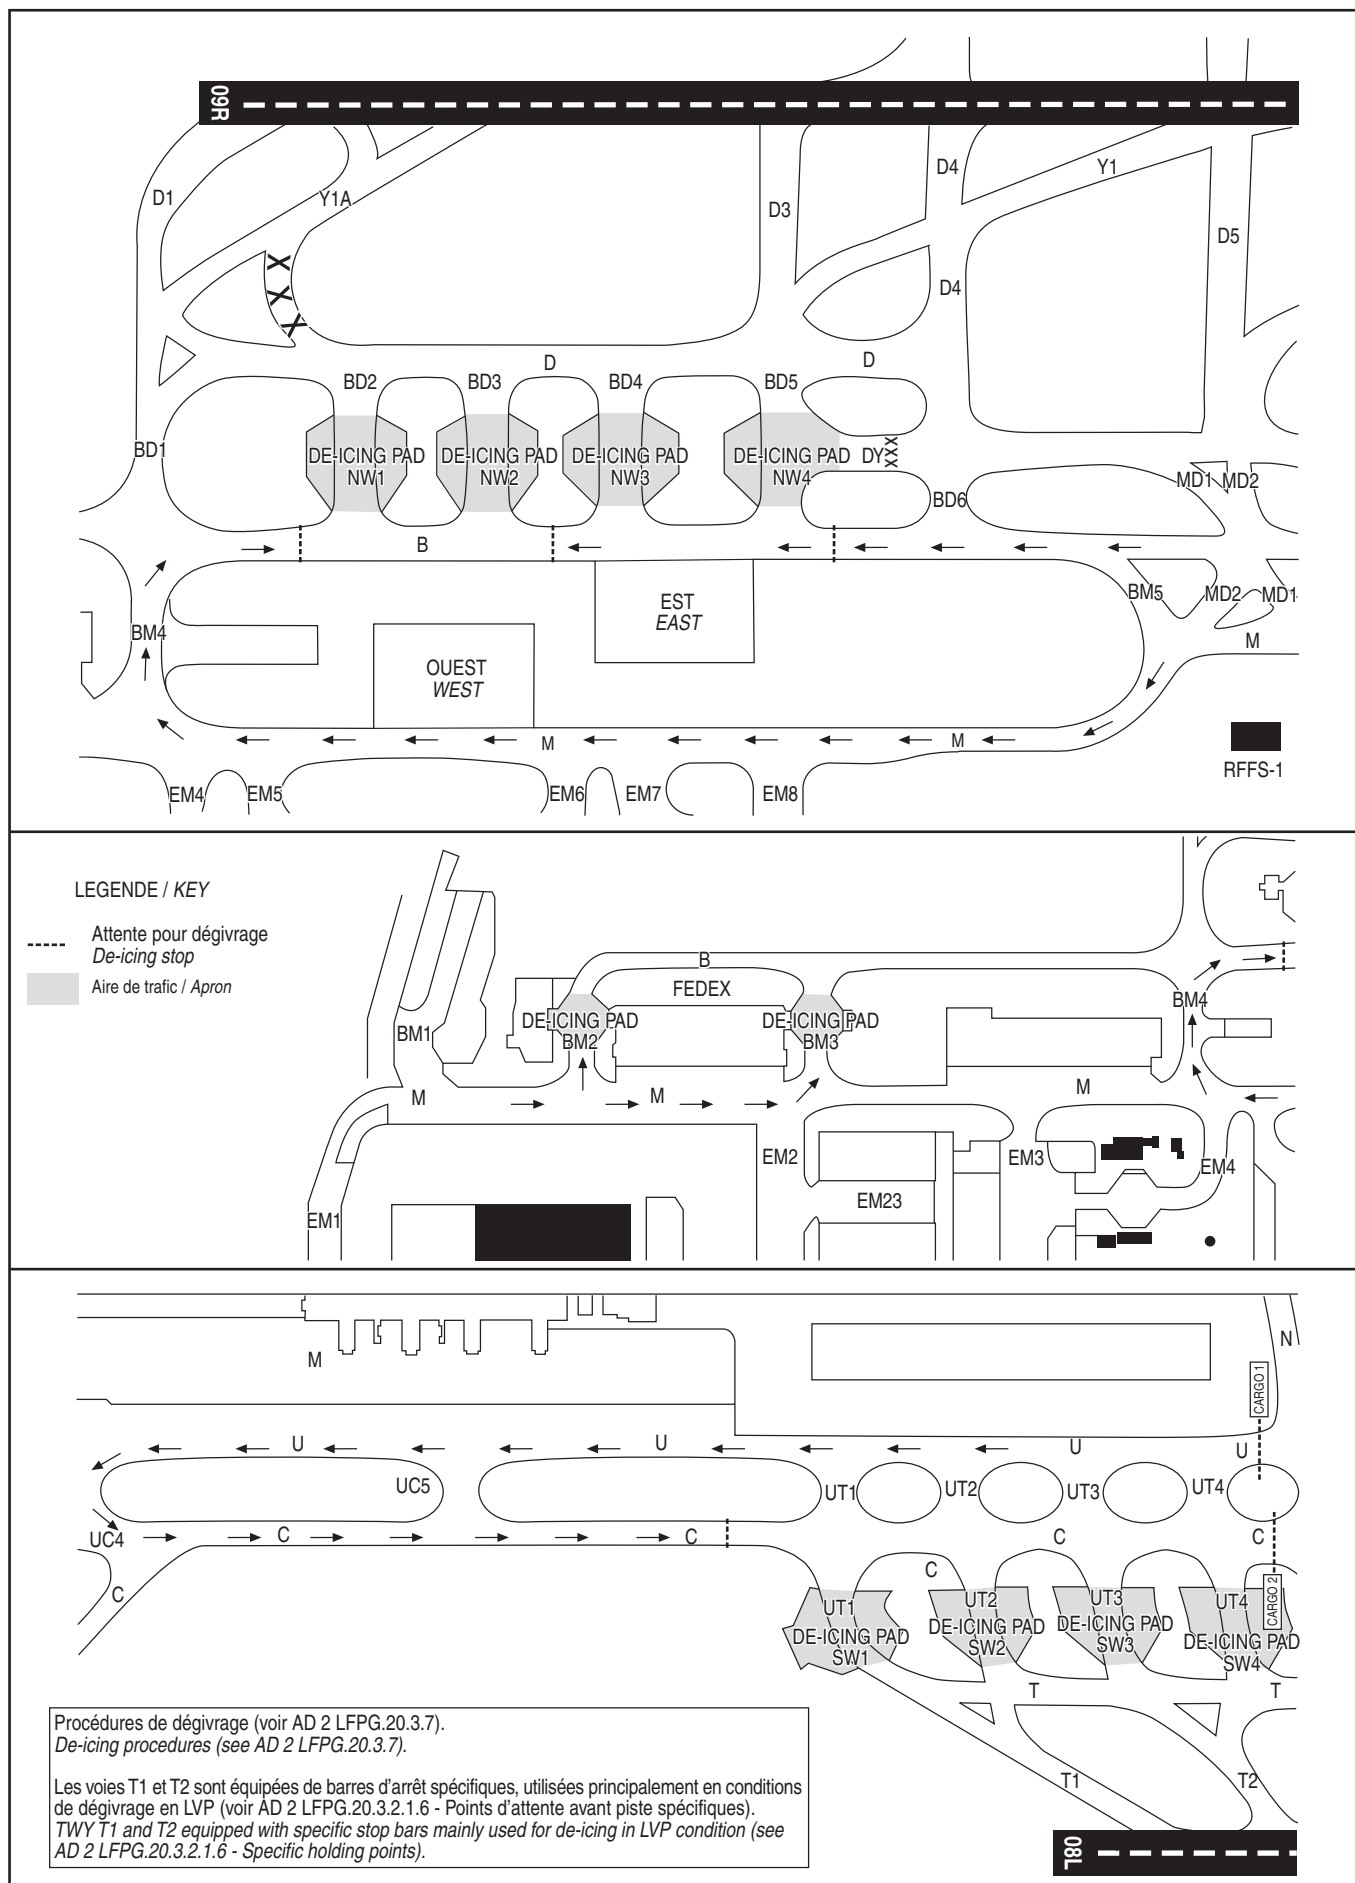 09R
D1
Y1A
D3
D4
Y1
D5
X X X
D4
D
D
BD2
BD3
BD4
BD5
BD1
DE-ICING PAD
NW1
DE-ICING PAD
NW2
DE-ICING PAD
NW3
DE-ICING PAD
NW4
DY
XXX
BD6
MD1
MD2
B
BM5
MD2
MD1
M
BM4
EST
EAST
OUEST
WEST
M
M
RFFS-1
EM4
EM5
EM6
EM7
EM8
LEGENDE / KEY
Attente pour dégivrage
De-icing stop
Aire de trafic / Apron
B
FEDEX
BM1
DE-ICING PAD
BM2
DE-ICING PAD
BM3
BM4
M
M
M
EM1
EM2
EM23
EM3
EM4
M
N
CARGO 1
U
U
U
U
UC5
UT1
UT2
UT3
UT4
UC4
C
C
C
C
C
C
UT1
DE-ICING PAD
SW1
UT2
DE-ICING PAD
SW2
UT3
DE-ICING PAD
SW3
UT4
DE-ICING PAD
SW4
CARGO 2
T
T
T1
T2
08L
Procédures de dégivrage (voir AD 2 LFPG.20.3.7).
De-icing procedures (see AD 2 LFPG.20.3.7).
Les voies T1 et T2 sont équipées de barres d'arrêt spécifiques, utilisées principalement en conditions
de dégivrage en LVP (voir AD 2 LFPG.20.3.2.1.6 - Points d'attente avant piste spécifiques).
TWY T1 and T2 equipped with specific stop bars mainly used for de-icing in LVP condition (see
AD 2 LFPG.20.3.2.1.6 - Specific holding points).